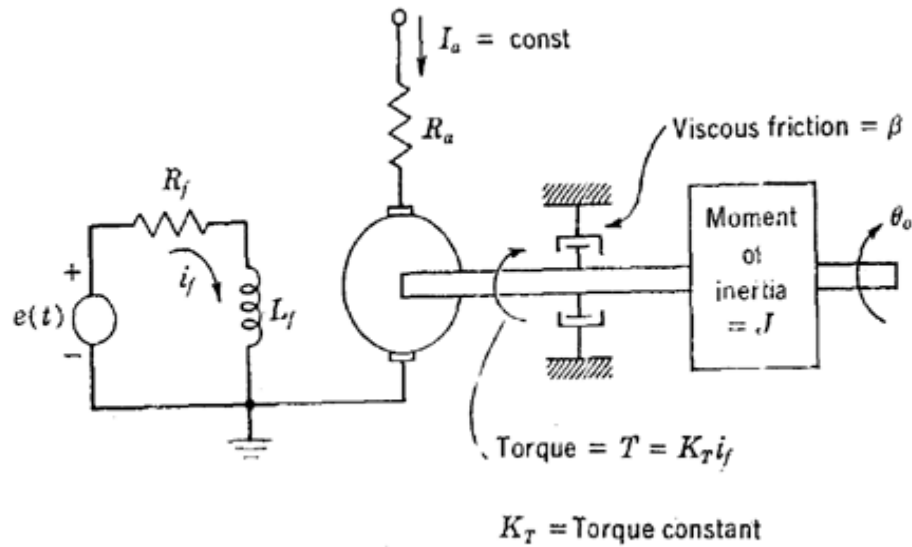 I_a = const
R_a
Viscous friction = β
R_f
Moment
of
inertia
= J
θ_o
+
i_f
e(t)
L_f
-
Torque = T = K_T i_f
K_T = Torque constant